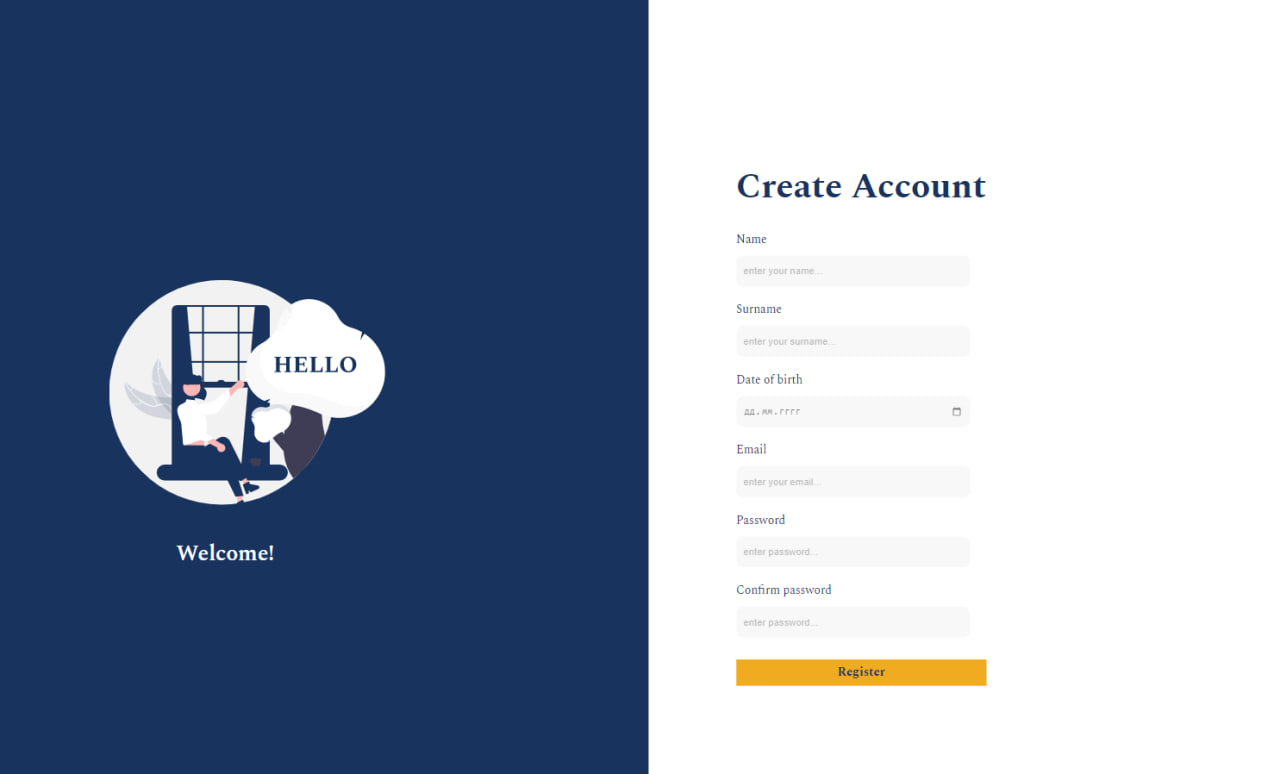 HELLO
Welcome!
Create Account
Name
enter your name...
Surname
enter your surname...
Date of birth
дд.мм.гггг
Email
enter your email...
Password
enter password...
Confirm password
enter password...
Register